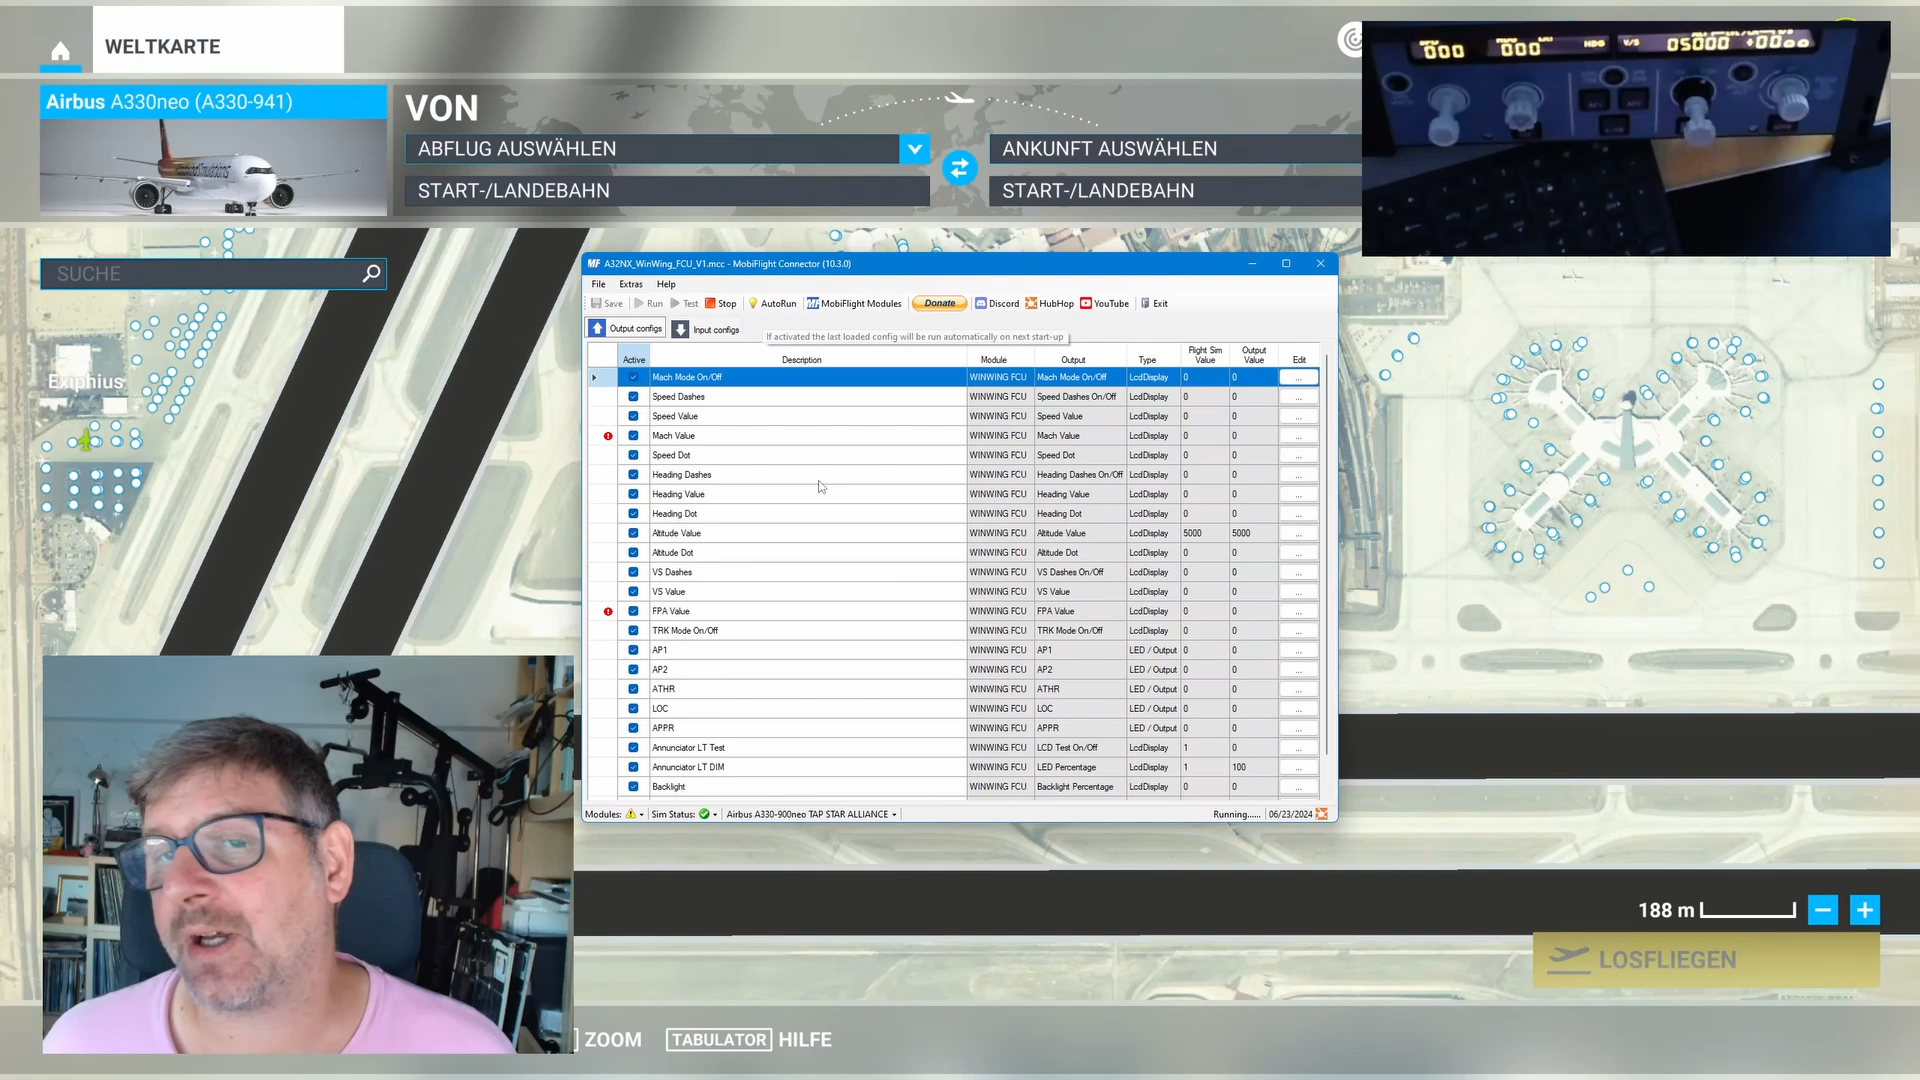 WELTKARTE
Airbus A330neo (A330-941)
VON
ABFLUG AUSWÄHLEN
START-/LANDEBAHN
ANKUNFT AUSWÄHLEN
START-/LANDEBAHN
000 000 HDG V/S 05000
SUCHE
Exiphius
MF A32NX_WinWing_FCU_V1.mcc - MobiFlight Connector (10.3.0)
File Extras Help
Save Run Test Stop AutoRun MobiFlight Modules Donate Discord HubHop YouTube Exit
Output configs Input configs
If activated the last loaded config will be run automatically on next start-up
Active Description Module Output Type Flight Sim Value Output Value Edit
Mach Mode On/Off WINWING FCU Mach Mode On/Off LcdDisplay 0 0 ...
Speed Dashes WINWING FCU Speed Dashes On/Off LcdDisplay 0 0 ...
Speed Value WINWING FCU Speed Value LcdDisplay 0 0 ...
Mach Value WINWING FCU Mach Value LcdDisplay 0 0 ...
Speed Dot WINWING FCU Speed Dot LcdDisplay 0 0 ...
Heading Dashes WINWING FCU Heading Dashes On/Off LcdDisplay 0 0 ...
Heading Value WINWING FCU Heading Value LcdDisplay 0 0 ...
Heading Dot WINWING FCU Heading Dot LcdDisplay 0 0 ...
Altitude Value WINWING FCU Altitude Value LcdDisplay 5000 5000 ...
Altitude Dot WINWING FCU Altitude Dot LcdDisplay 0 0 ...
VS Dashes WINWING FCU VS Dashes On/Off LcdDisplay 0 0 ...
VS Value WINWING FCU VS Value LcdDisplay 0 0 ...
FPA Value WINWING FCU FPA Value LcdDisplay 0 0 ...
TRK Mode On/Off WINWING FCU TRK Mode On/Off LcdDisplay 0 0 ...
AP1 WINWING FCU AP1 LED / Output 0 0 ...
AP2 WINWING FCU AP2 LED / Output 0 0 ...
ATHR WINWING FCU ATHR LED / Output 0 0 ...
LOC WINWING FCU LOC LED / Output 0 0 ...
APPR WINWING FCU APPR LED / Output 0 0 ...
Annunciator LT Test WINWING FCU LCD Test On/Off LcdDisplay 1 0 ...
Annunciator LT DIM WINWING FCU LED Percentage LcdDisplay 1 100 ...
Backlight WINWING FCU Backlight Percentage LcdDisplay 0 0 ...
Modules: Sim Status: Airbus A330-900neo TAP STAR ALLIANCE Running...... 06/23/2024
188 m
LOSFLIEGEN
ZOOM TABULATOR HILFE